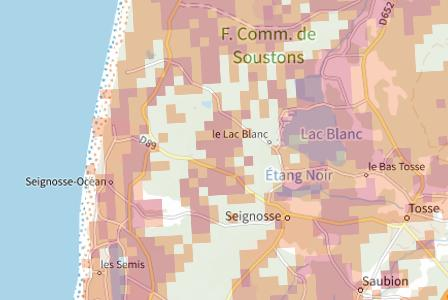 D652
F. Comm. de
Soustons
le Lac Blanc
Lac Blanc
D89
le Bas Tosse
Étang Noir
Seignosse-Océan
Seignosse
Tosse
les Semis
Saubion